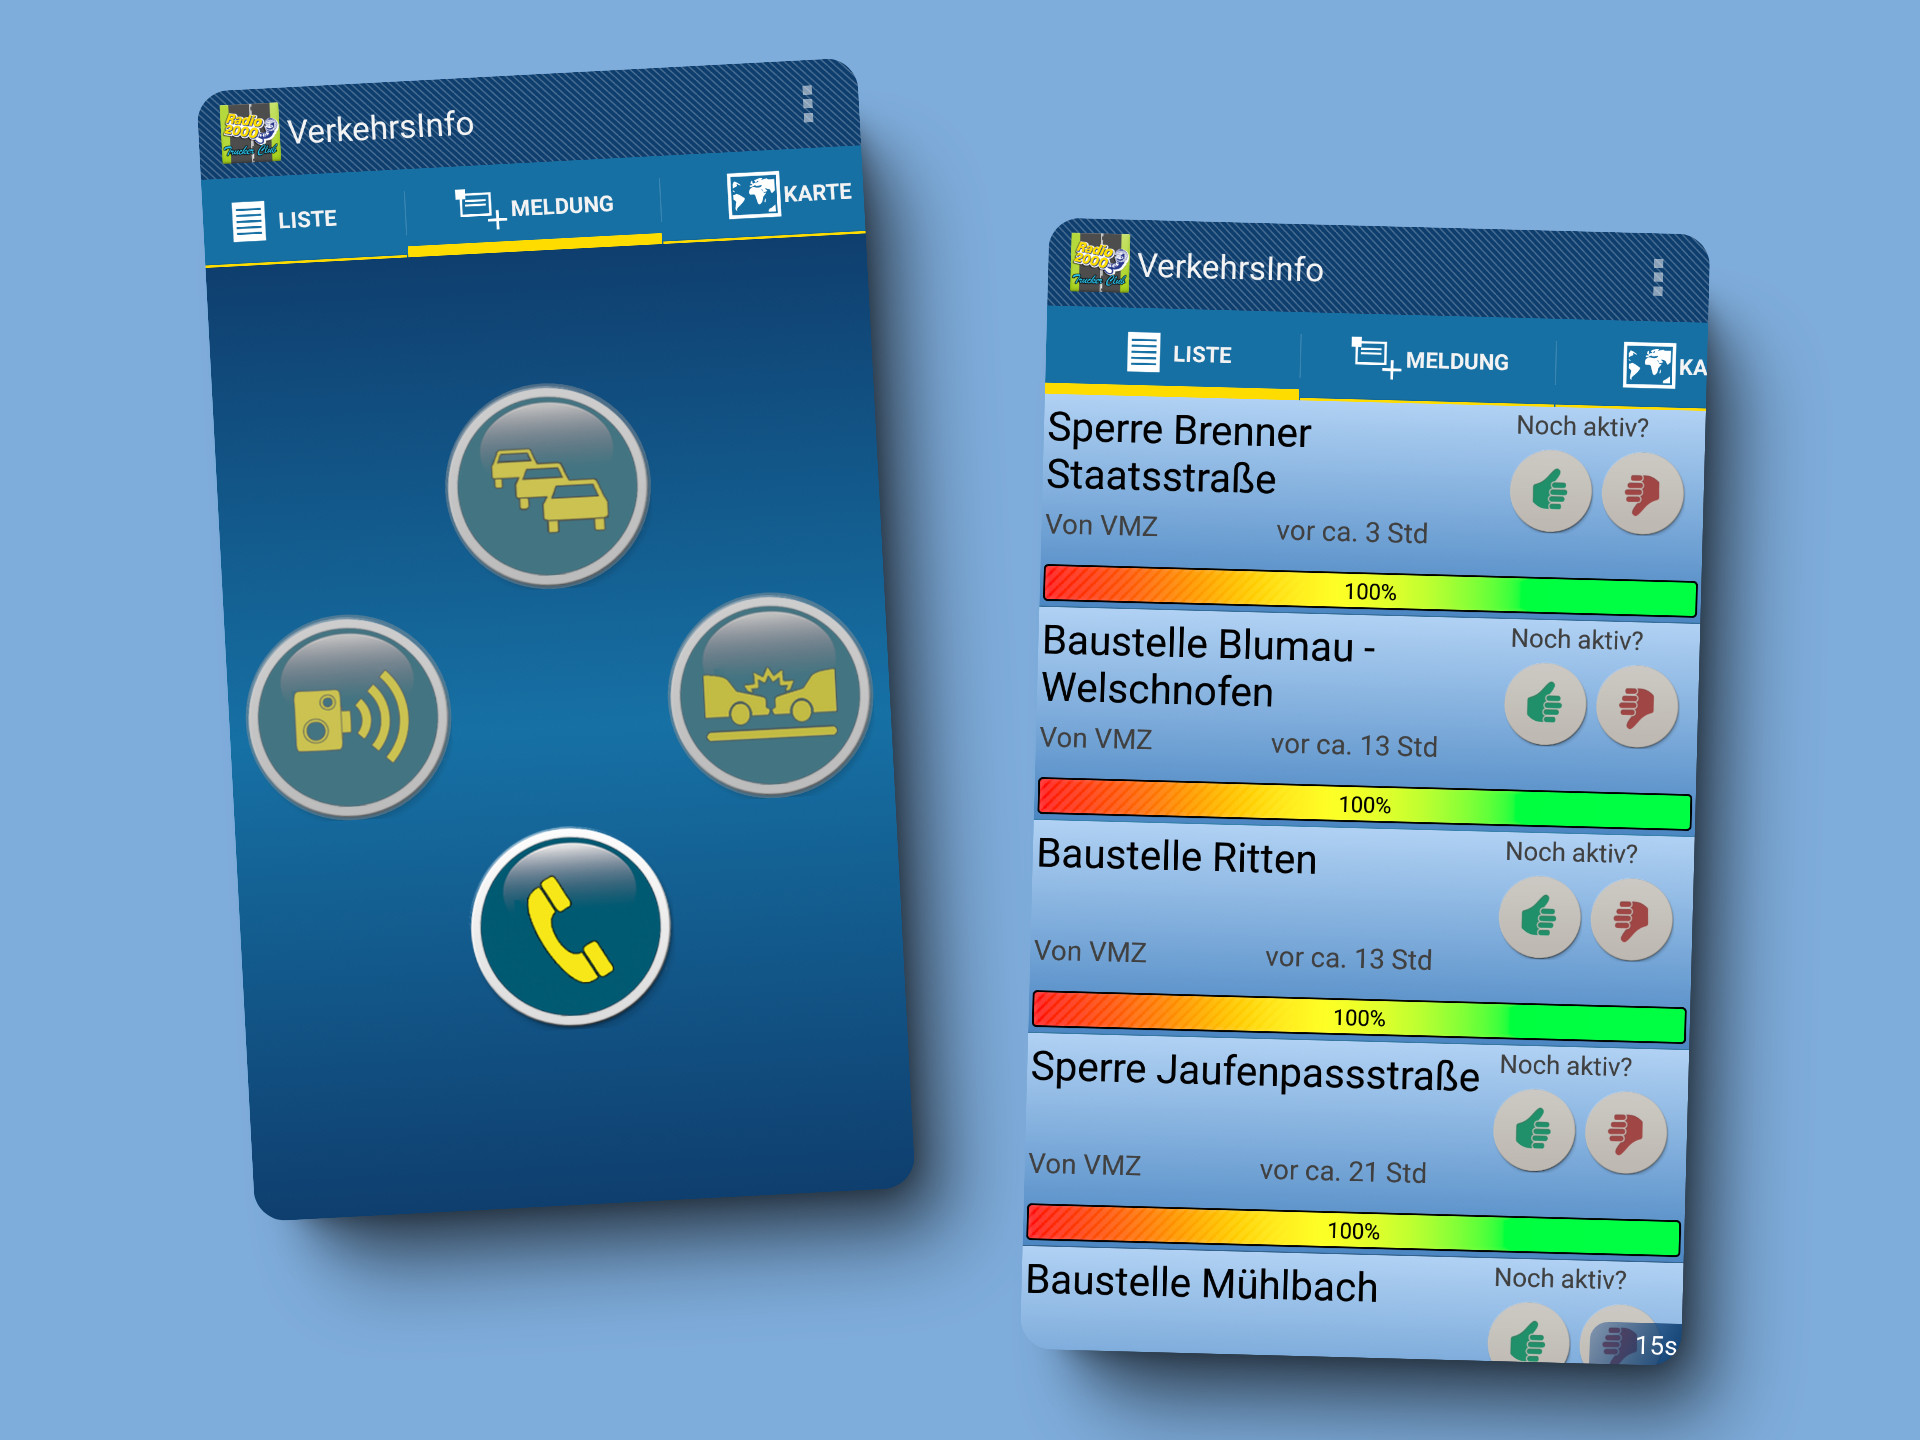 Radio
2000
Trucker Club
VerkehrsInfo
LISTE
MELDUNG
KARTE
Radio
2000
Trucker Club
VerkehrsInfo
LISTE
MELDUNG
KA
Sperre Brenner
Staatsstraße
Noch aktiv?
Von VMZ
vor ca. 3 Std
100%
Baustelle Blumau -
Welschnofen
Noch aktiv?
Von VMZ
vor ca. 13 Std
100%
Baustelle Ritten
Noch aktiv?
Von VMZ
vor ca. 13 Std
100%
Sperre Jaufenpassstraße
Noch aktiv?
Von VMZ
vor ca. 21 Std
100%
Baustelle Mühlbach
Noch aktiv?
15s